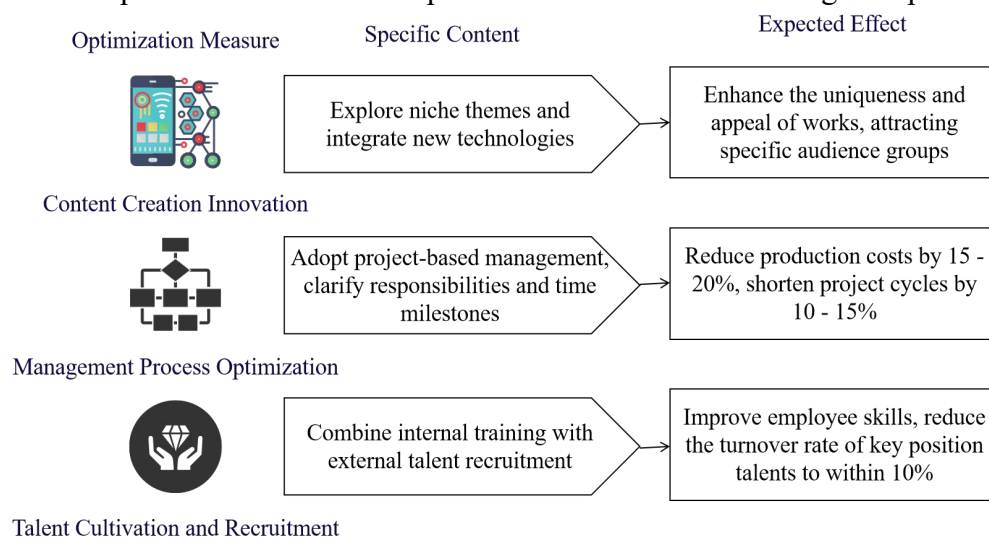 Optimization Measure
Specific Content
Expected Effect
Explore niche themes and
integrate new technologies
Enhance the uniqueness and
appeal of works, attracting
specific audience groups
Content Creation Innovation
Adopt project-based management,
clarify responsibilities and time
milestones
Reduce production costs by 15 -
20%, shorten project cycles by
10 - 15%
Management Process Optimization
Combine internal training with
external talent recruitment
Improve employee skills, reduce
the turnover rate of key position
talents to within 10%
Talent Cultivation and Recruitment